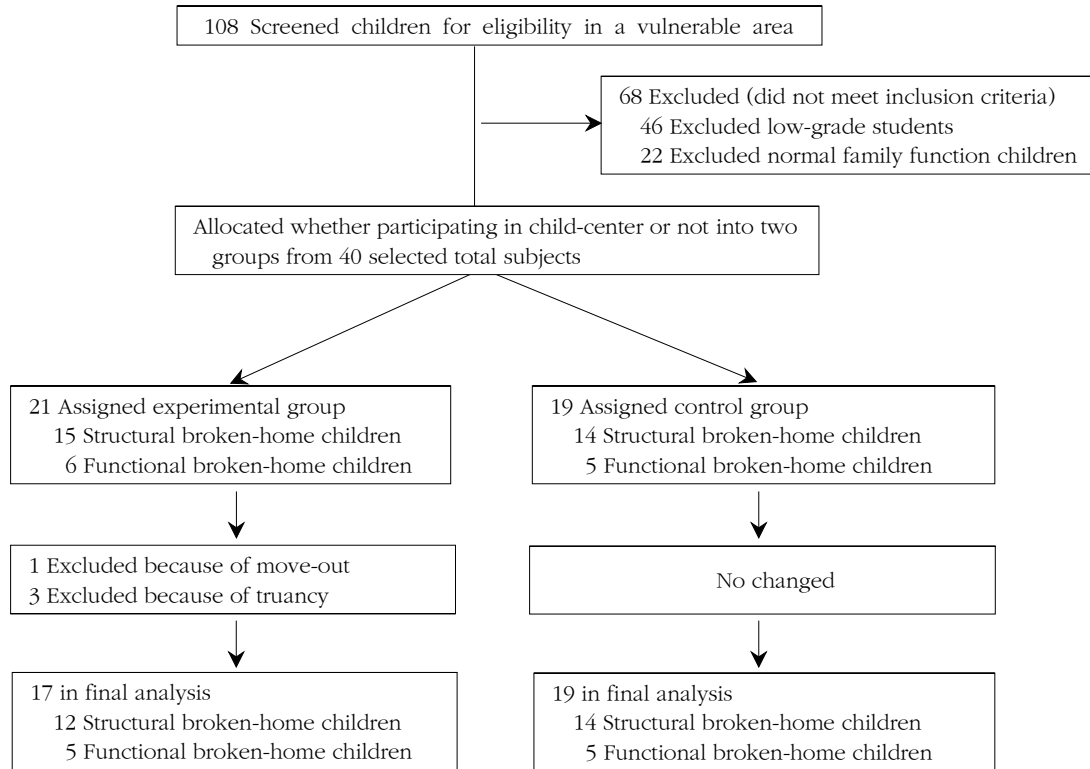 108 Screened children for eligibility in a vulnerable area
68 Excluded (did not meet inclusion criteria)
46 Excluded low-grade students
22 Excluded normal family function children
Allocated whether participating in child-center or not into two
groups from 40 selected total subjects
21 Assigned experimental group
15 Structural broken-home children
6 Functional broken-home children
19 Assigned control group
14 Structural broken-home children
5 Functional broken-home children
1 Excluded because of move-out
3 Excluded because of truancy
No changed
17 in final analysis
12 Structural broken-home children
5 Functional broken-home children
19 in final analysis
14 Structural broken-home children
5 Functional broken-home children